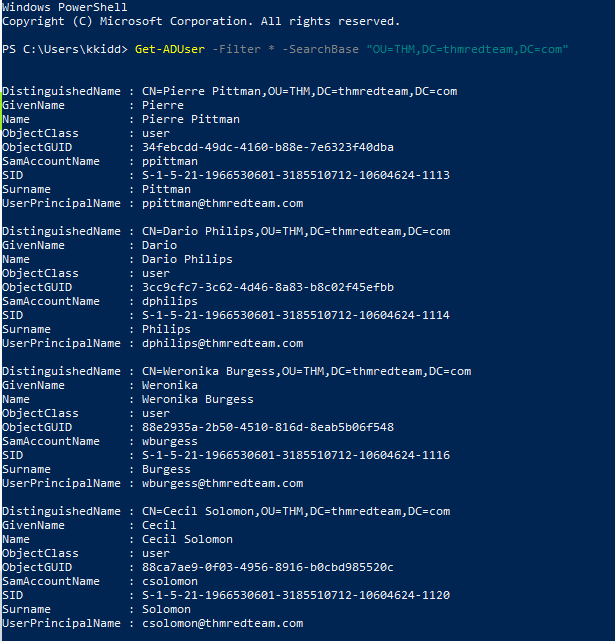 Windows PowerShell
Copyright (C) Microsoft Corporation. All rights reserved.
PS C:\Users\kkidd> Get-ADUser -Filter * -SearchBase "OU=THM,DC=thmredteam,DC=com"
DistinguishedName : CN=Pierre Pittman,OU=THM,DC=thmredteam,DC=com
GivenName : Pierre
Name : Pierre Pittman
ObjectClass : user
ObjectGUID : 34febcdd-49dc-4160-b88e-7e6323f40dba
SamAccountName : ppittman
SID : S-1-5-21-1966530601-3185510712-10604624-1113
Surname : Pittman
UserPrincipalName : ppittman@thmredteam.com
DistinguishedName : CN=Dario Philips,OU=THM,DC=thmredteam,DC=com
GivenName : Dario
Name : Dario Philips
ObjectClass : user
ObjectGUID : 3cc9cfc7-3c62-4d46-8a83-b8c02f45efbb
SamAccountName : dphilips
SID : S-1-5-21-1966530601-3185510712-10604624-1114
Surname : Philips
UserPrincipalName : dphilips@thmredteam.com
DistinguishedName : CN=Weronika Burgess,OU=THM,DC=thmredteam,DC=com
GivenName : Weronika
Name : Weronika Burgess
ObjectClass : user
ObjectGUID : 88e2935a-2b50-4510-816d-8eab5b06f548
SamAccountName : wburgess
SID : S-1-5-21-1966530601-3185510712-10604624-1116
Surname : Burgess
UserPrincipalName : wburgess@thmredteam.com
DistinguishedName : CN=Cecil Solomon,OU=THM,DC=thmredteam,DC=com
GivenName : Cecil
Name : Cecil Solomon
ObjectClass : user
ObjectGUID : 88ca7ae9-0f03-4956-8916-b0cbd985520c
SamAccountName : csolomon
SID : S-1-5-21-1966530601-3185510712-10604624-1120
Surname : Solomon
UserPrincipalName : csolomon@thmredteam.com